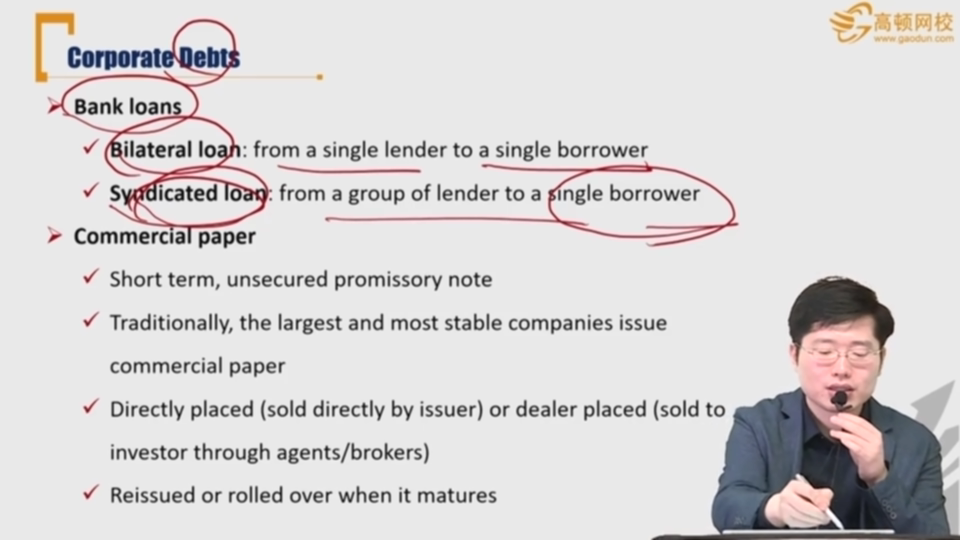 高顿网校
www.gaodun.com
Corporate Debts
Bank loans
Bilateral loan: from a single lender to a single borrower
Syndicated loan: from a group of lender to a single borrower
Commercial paper
Short term, unsecured promissory note
Traditionally, the largest and most stable companies issue
commercial paper
Directly placed (sold directly by issuer) or dealer placed (sold to
investor through agents/brokers)
Reissued or rolled over when it matures